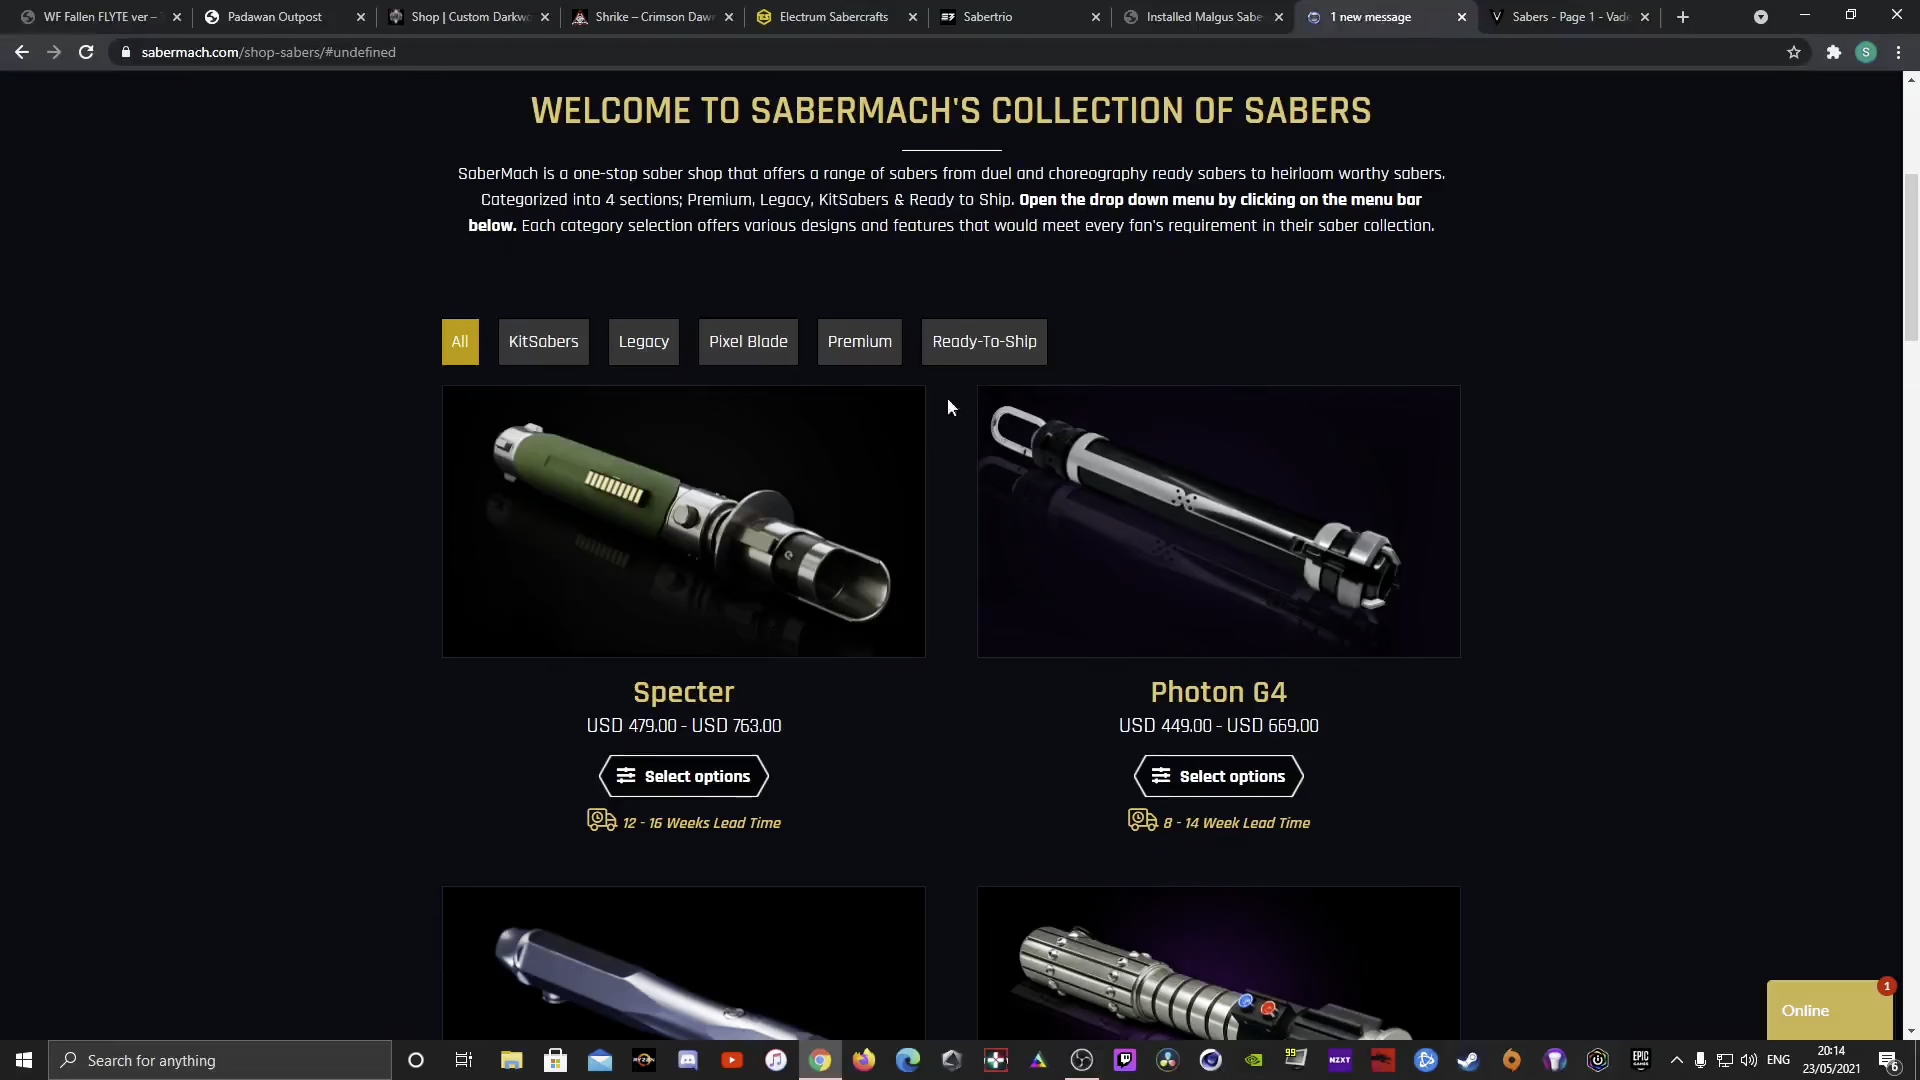 WF Fallen FLYTE ver –
Padawan Outpost
Shop | Custom Darkw
Shrike – Crimson Daw
Electrum Sabercrafts
Sabertrio
Installed Malgus Sabe
1 new message
Sabers - Page 1 - Vade
sabermach.com/shop-sabers/#undefined
S
WELCOME TO SABERMACH'S COLLECTION OF SABERS
SaberMach is a one-stop saber shop that offers a range of sabers from duel and choreography ready sabers to heirloom worthy sabers.
Categorized into 4 sections; Premium, Legacy, KitSabers & Ready to Ship. Open the drop down menu by clicking on the menu bar
below. Each category selection offers various designs and features that would meet every fan's requirement in their saber collection.
All
KitSabers
Legacy
Pixel Blade
Premium
Ready-To-Ship
Specter
Photon G4
USD 479.00 - USD 763.00
USD 449.00 - USD 669.00
Select options
Select options
12 - 16 Weeks Lead Time
8 - 14 Week Lead Time
1
Online
Search for anything
RYZEN
99
NZXT
EPIC
GAMES
ENG
20:14
23/05/2021
6